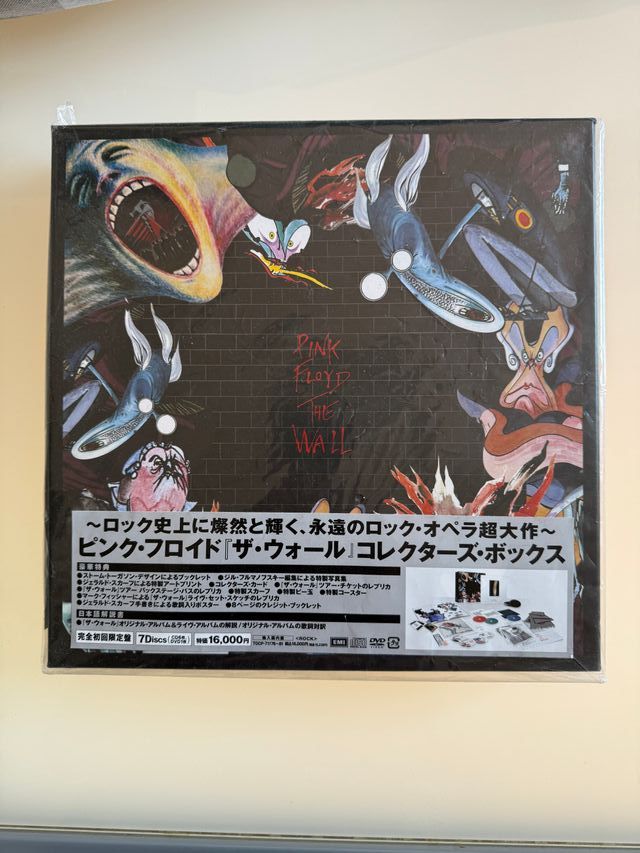 PINK
FLOYD
THE
WALL
〜ロック史上に燦然と輝く、永遠のロック・オペラ超大作〜
ピンク・フロイド『ザ・ウォール』コレクターズ・ボックス
豪華特典
●ストーム・トーガソン・デザインによるブックレット ●ジル・フルマノフスキー編集による特製写真集
●ジェラルド・スカーフによる特製アートプリント ●コレクターズ・カード ●『ザ・ウォール』ツアー・チケットのレプリカ
●『ザ・ウォール』ツアー バックステージ・パスのレプリカ ●特製スカーフ ●特製ビー玉 ●特製コースター
●マーク・フィッシャーによる『ザ・ウォール』ライヴ・セット・スケッチのレプリカ
●ジェラルド・スカーフ手書きによる歌詞入りポスター ●8ページのクレジット・ブックレット
日本語解説書
●『ザ・ウォール』オリジナル・アルバム＆ライヴ・アルバムの解説/オリジナル・アルバムの歌詞対訳
完全初回限定盤 7Discs CD6枚 DVD1枚 特価 16,000円 輸入国内盤 <ROCK> EMI DVD VIDEO